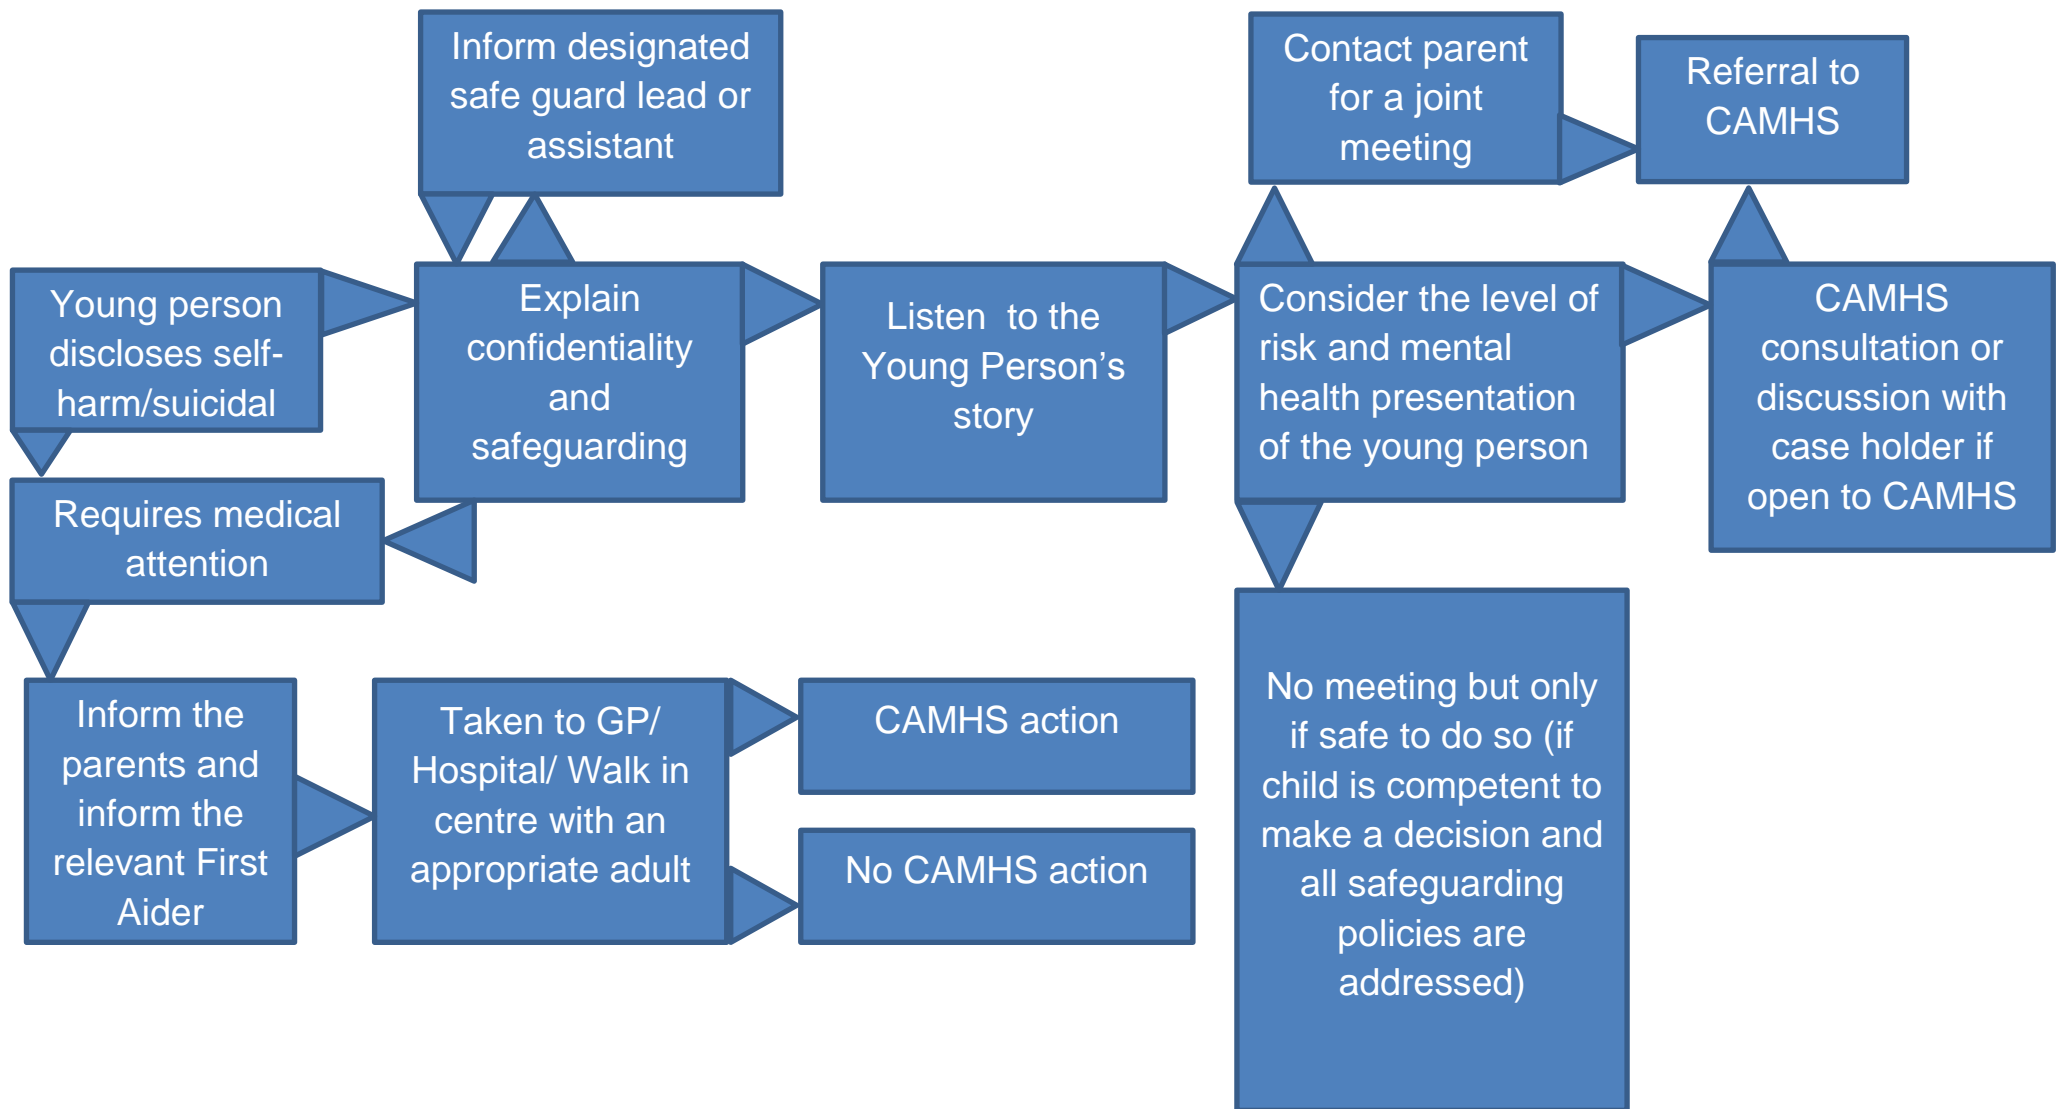 Inform designated
safe guard lead or
assistant
Contact parent
for a joint
meeting
Referral to
CAMHS
Young person
discloses self-
harm/suicidal
Explain
confidentiality
and
safeguarding
Listen  to the
Young Person’s
story
Consider the level of
risk and mental
health presentation
of the young person
CAMHS
consultation or
discussion with
case holder if
open to CAMHS
Requires medical
attention
Inform the
parents and
inform the
relevant First
Aider
Taken to GP/
Hospital/ Walk in
centre with an
appropriate adult
CAMHS action
No CAMHS action
No meeting but only
if safe to do so (if
child is competent to
make a decision and
all safeguarding
policies are
addressed)